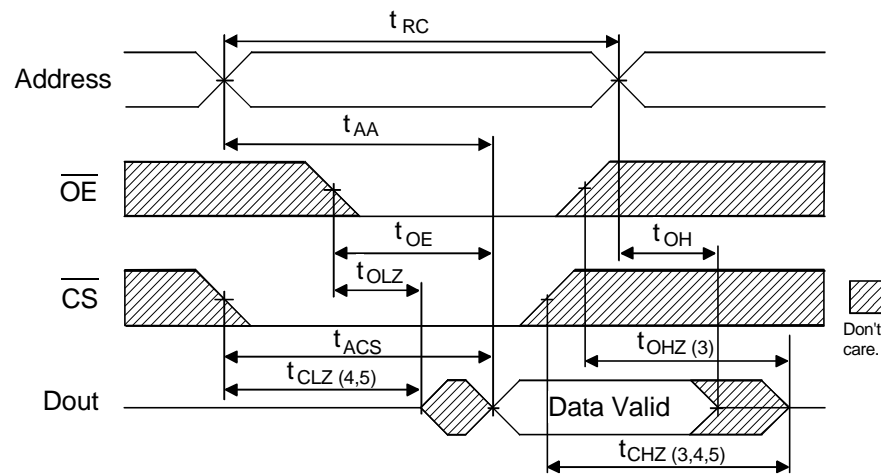 t RC
Address
t AA
OE
t OE
t OH
t OLZ
CS
t ACS
t OHZ (3)
Don't
care.
t CLZ (4,5)
Dout
Data Valid
t CHZ (3,4,5)